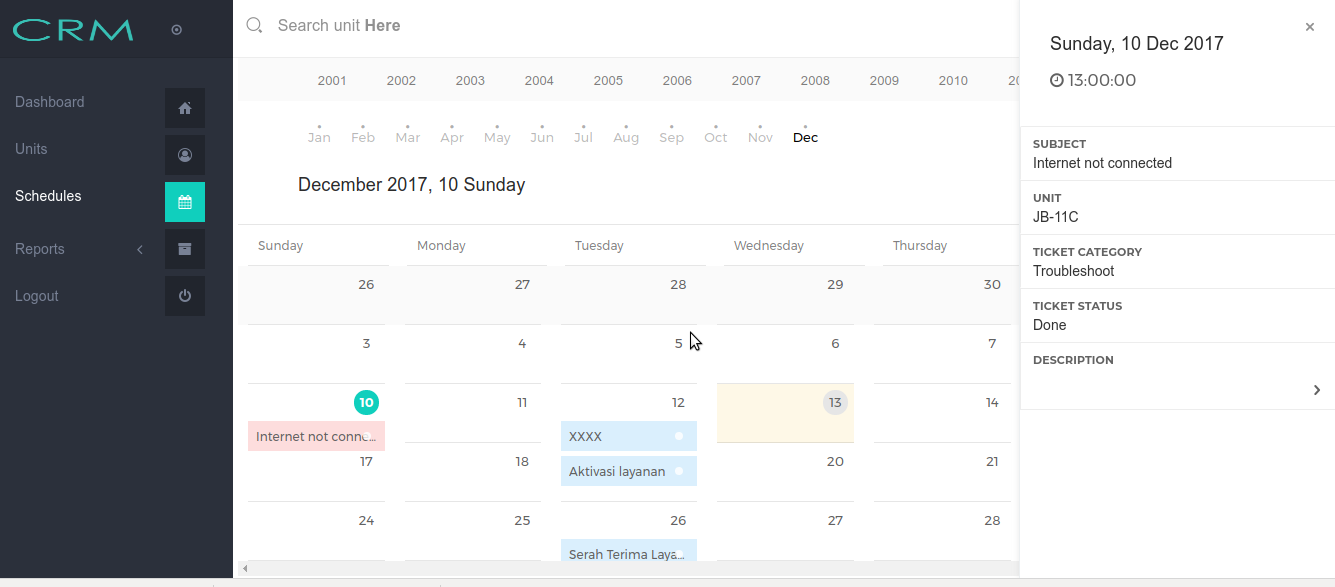 CRM
Dashboard
Units
Schedules
Reports
Logout
Search unit Here
2001 2002 2003 2004 2005 2006 2007 2008 2009 2010
Jan Feb Mar Apr May Jun Jul Aug Sep Oct Nov Dec
December 2017, 10 Sunday
Sunday Monday Tuesday Wednesday Thursday
26 27 28 29 30
3 4 5 6 7
10 11 12 13 14
Internet not conne... XXXX
Aktivasi layanan
17 18 20 21
24 25 26 27 28
Serah Terima Laya...
Sunday, 10 Dec 2017
13:00:00
SUBJECT
Internet not connected
UNIT
JB-11C
TICKET CATEGORY
Troubleshoot
TICKET STATUS
Done
DESCRIPTION